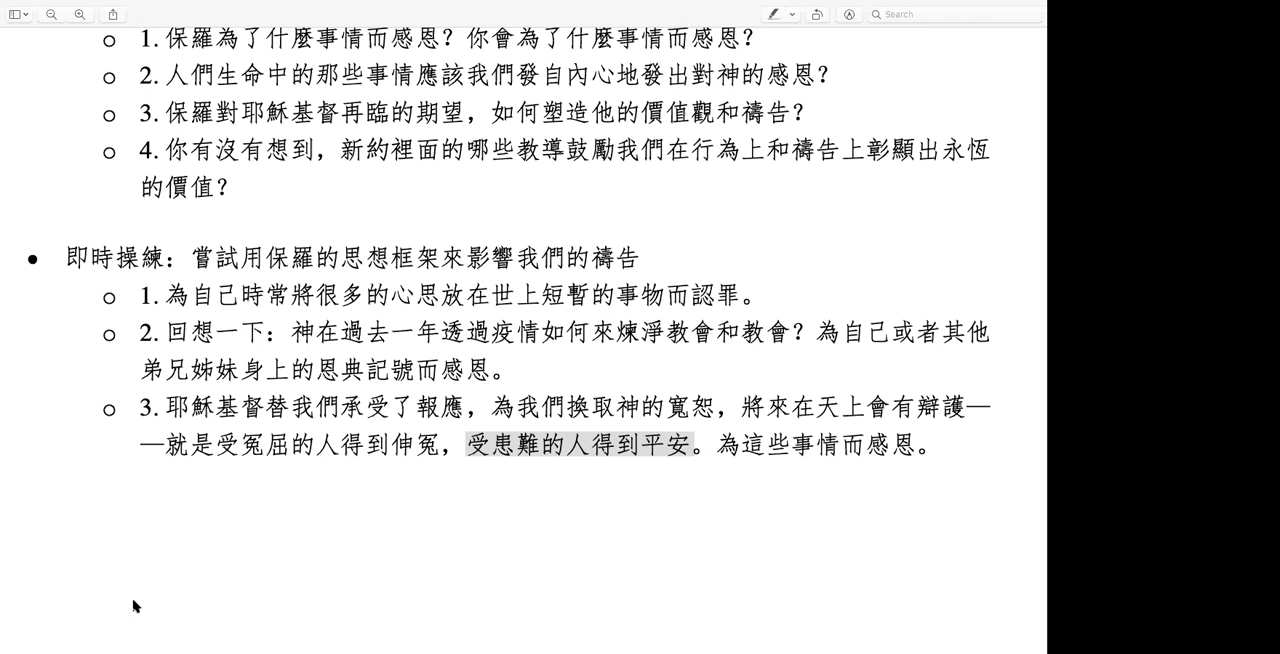 Search
1. 保羅為了什麼事情而感恩？你會為了什麼事情而感恩？
2. 人們生命中的那些事情應該我們發自內心地發出對神的感恩？
3. 保羅對耶穌基督再臨的期望，如何塑造他的價值觀和禱告？
4. 你有沒有想到，新約裡面的哪些教導鼓勵我們在行為上和禱告上彰顯出永恆
的價值？
即時操練：嘗試用保羅的思想框架來影響我們的禱告
1. 為自己時常將很多的心思放在世上短暫的事物而認罪。
2. 回想一下：神在過去一年透過疫情如何來煉淨教會和教會？為自己或者其他
弟兄姊妹身上的恩典記號而感恩。
3. 耶穌基督替我們承受了報應，為我們換取神的寬恕，將來在天上會有辯護—
—就是受冤屈的人得到伸冤，受患難的人得到平安。為這些事情而感恩。